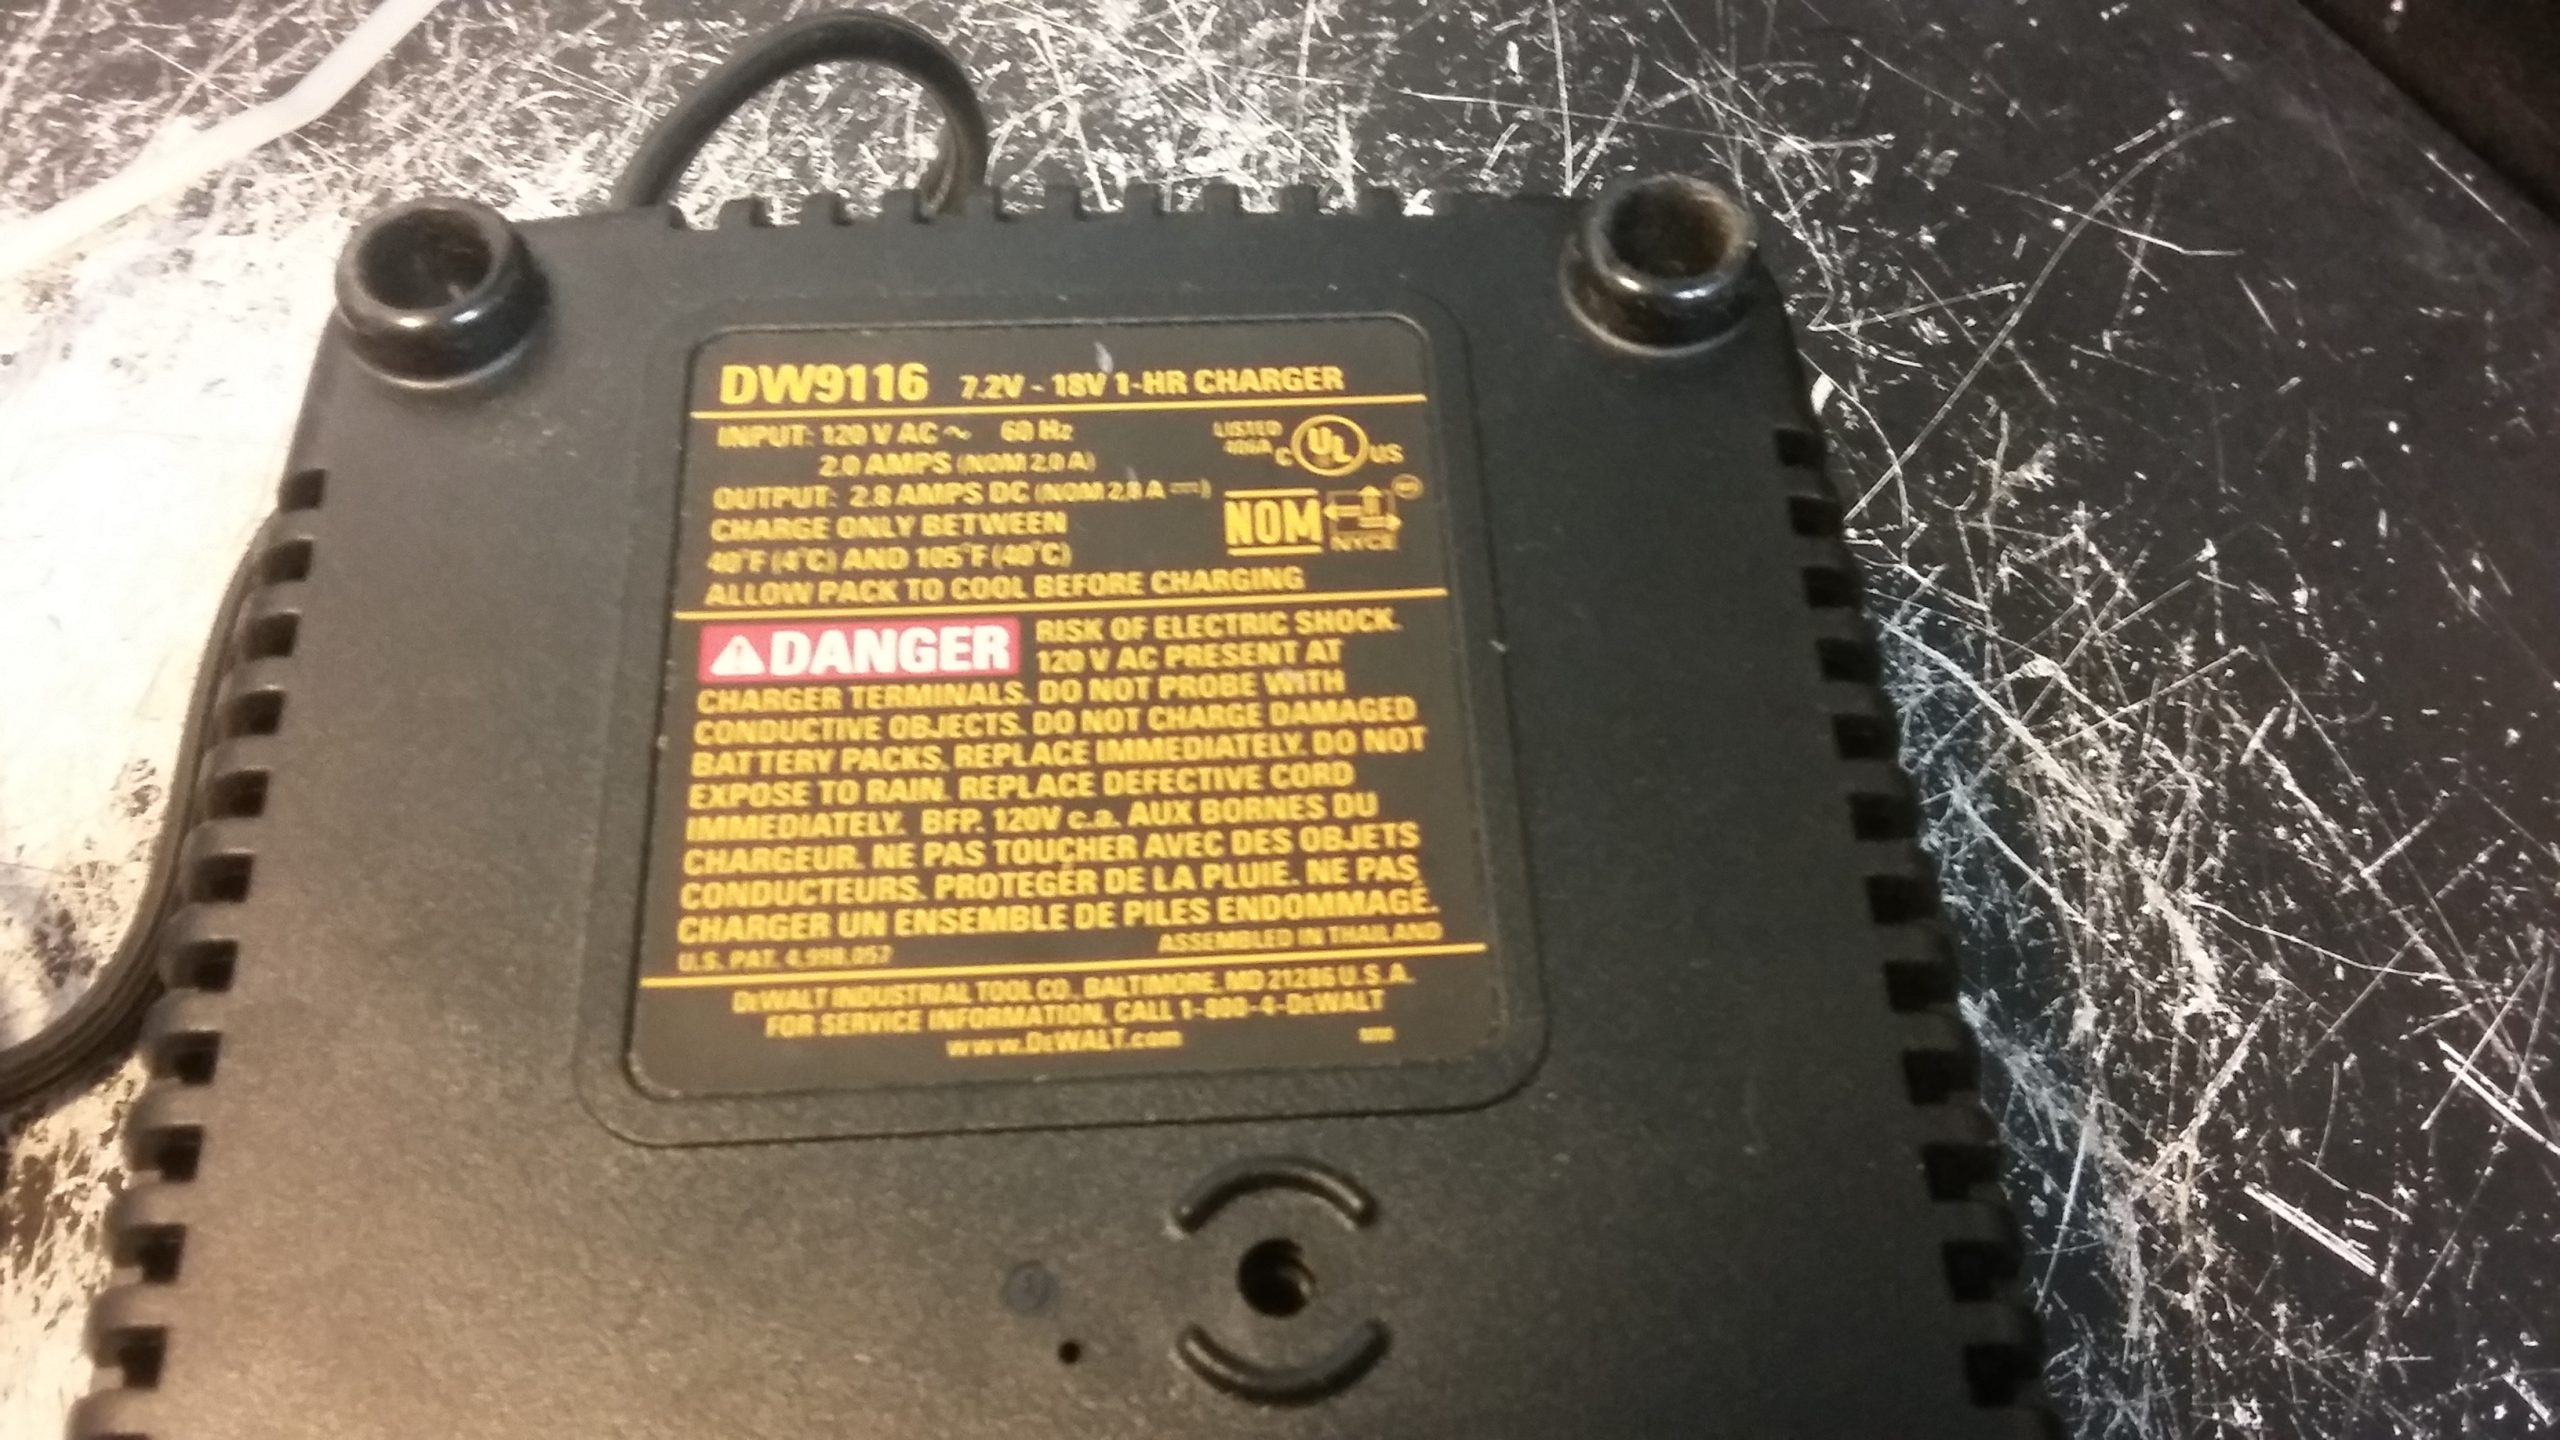 DW9116 7.2V - 18V 1-HR CHARGER
INPUT: 120 V AC ~ 60 Hz
2.0 AMPS (NOM 2.0 A)
OUTPUT: 2.8 AMPS DC (NOM 2.8 A ⎓)
CHARGE ONLY BETWEEN
40°F (4°C) AND 105°F (40°C)
ALLOW PACK TO COOL BEFORE CHARGING
LISTED
C UL US
NOM
NYCE
DANGER RISK OF ELECTRIC SHOCK.
120 V AC PRESENT AT
CHARGER TERMINALS. DO NOT PROBE WITH
CONDUCTIVE OBJECTS. DO NOT CHARGE DAMAGED
BATTERY PACKS, REPLACE IMMEDIATELY. DO NOT
EXPOSE TO RAIN. REPLACE DEFECTIVE CORD
IMMEDIATELY. BFP. 120V c.a. AUX BORNES DU
CHARGEUR. NE PAS TOUCHER AVEC DES OBJETS
CONDUCTEURS. PROTEGER DE LA PLUIE. NE PAS
CHARGER UN ENSEMBLE DE PILES ENDOMMAGÉ.
U.S. PAT. 4,998,057 ASSEMBLED IN THAILAND
DEWALT INDUSTRIAL TOOL CO., BALTIMORE, MD 21286 U.S.A.
FOR SERVICE INFORMATION, CALL 1-800-4-DEWALT
www.DEWALT.com